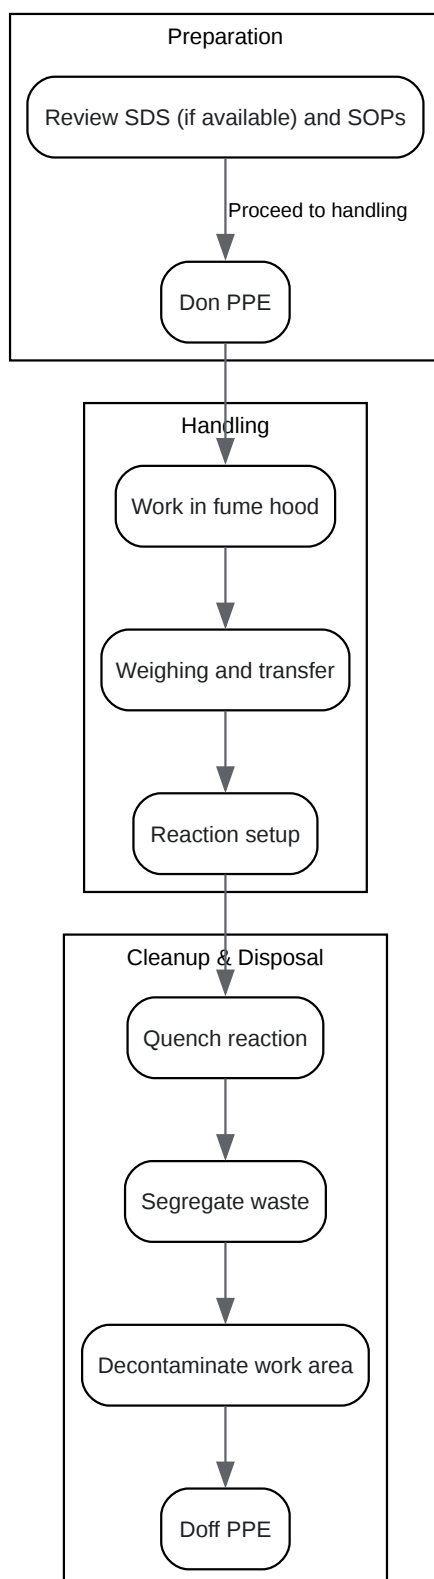 Preparation
Review SDS (if available) and SOPs
Proceed to handling
Don PPE
Handling
Work in fume hood
Weighing and transfer
Reaction setup
Cleanup & Disposal
Quench reaction
Segregate waste
Decontaminate work area
Doff PPE